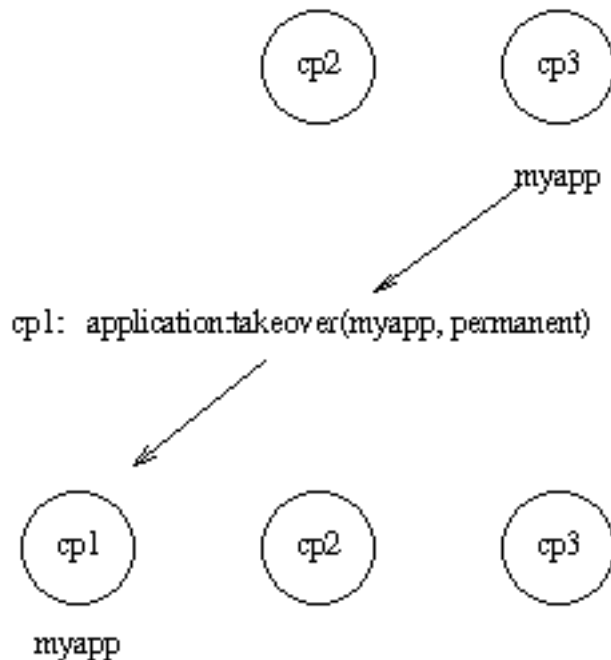 cp2 cp3
myapp
cp1: application:takeover(myapp, permanent)
cp1 cp2 cp3
myapp